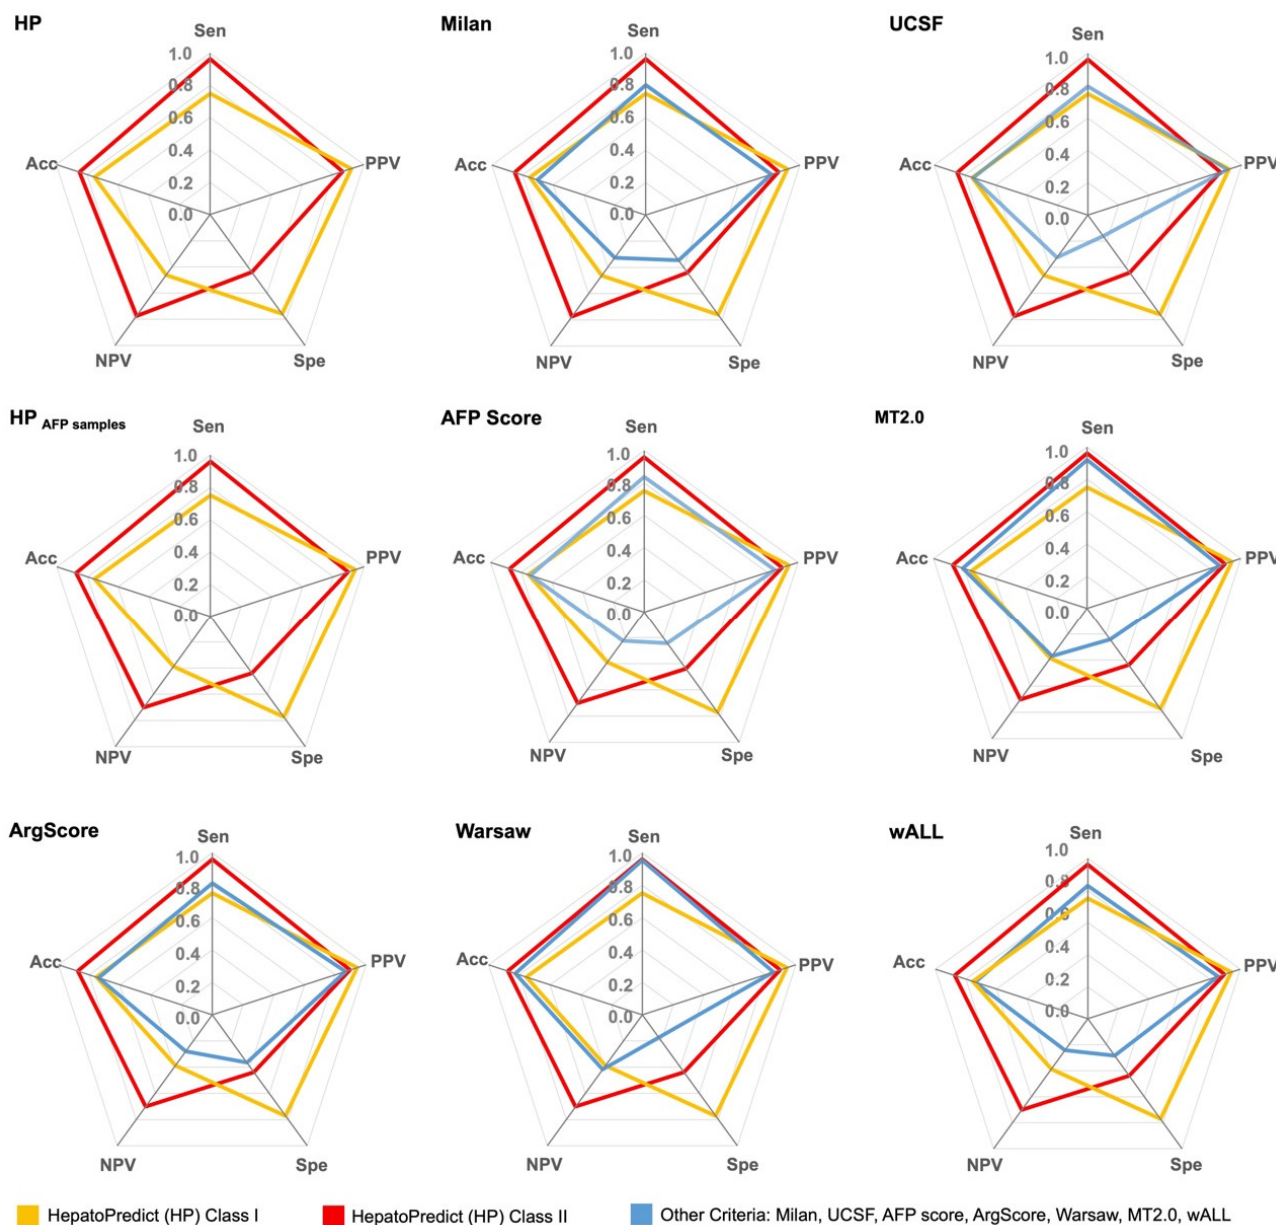 HP
Sen
1.0
0.8
0.6
0.4
0.2
0.0
Acc
PPV
NPV
Spe
Milan
Sen
1.0
0.8
0.6
0.4
0.2
0.0
Acc
PPV
NPV
Spe
UCSF
Sen
1.0
0.8
0.6
0.4
0.2
0.0
Acc
PPV
NPV
Spe
HP AFP samples
Sen
1.0
0.8
0.6
0.4
0.2
0.0
Acc
PPV
NPV
Spe
AFP Score
Sen
1.0
0.8
0.6
0.4
0.2
0.0
Acc
PPV
NPV
Spe
MT2.0
Sen
1.0
0.8
0.6
0.4
0.2
0.0
Acc
PPV
NPV
Spe
ArgScore
Sen
1.0
0.8
0.6
0.4
0.2
0.0
Acc
PPV
NPV
Spe
Warsaw
Sen
1.0
0.8
0.6
0.4
0.2
0.0
Acc
PPV
NPV
Spe
wALL
Sen
1.0
0.8
0.6
0.4
0.2
0.0
Acc
PPV
NPV
Spe
HepatoPredict (HP) Class I
HepatoPredict (HP) Class II
Other Criteria: Milan, UCSF, AFP score, ArgScore, Warsaw, MT2.0, wALL